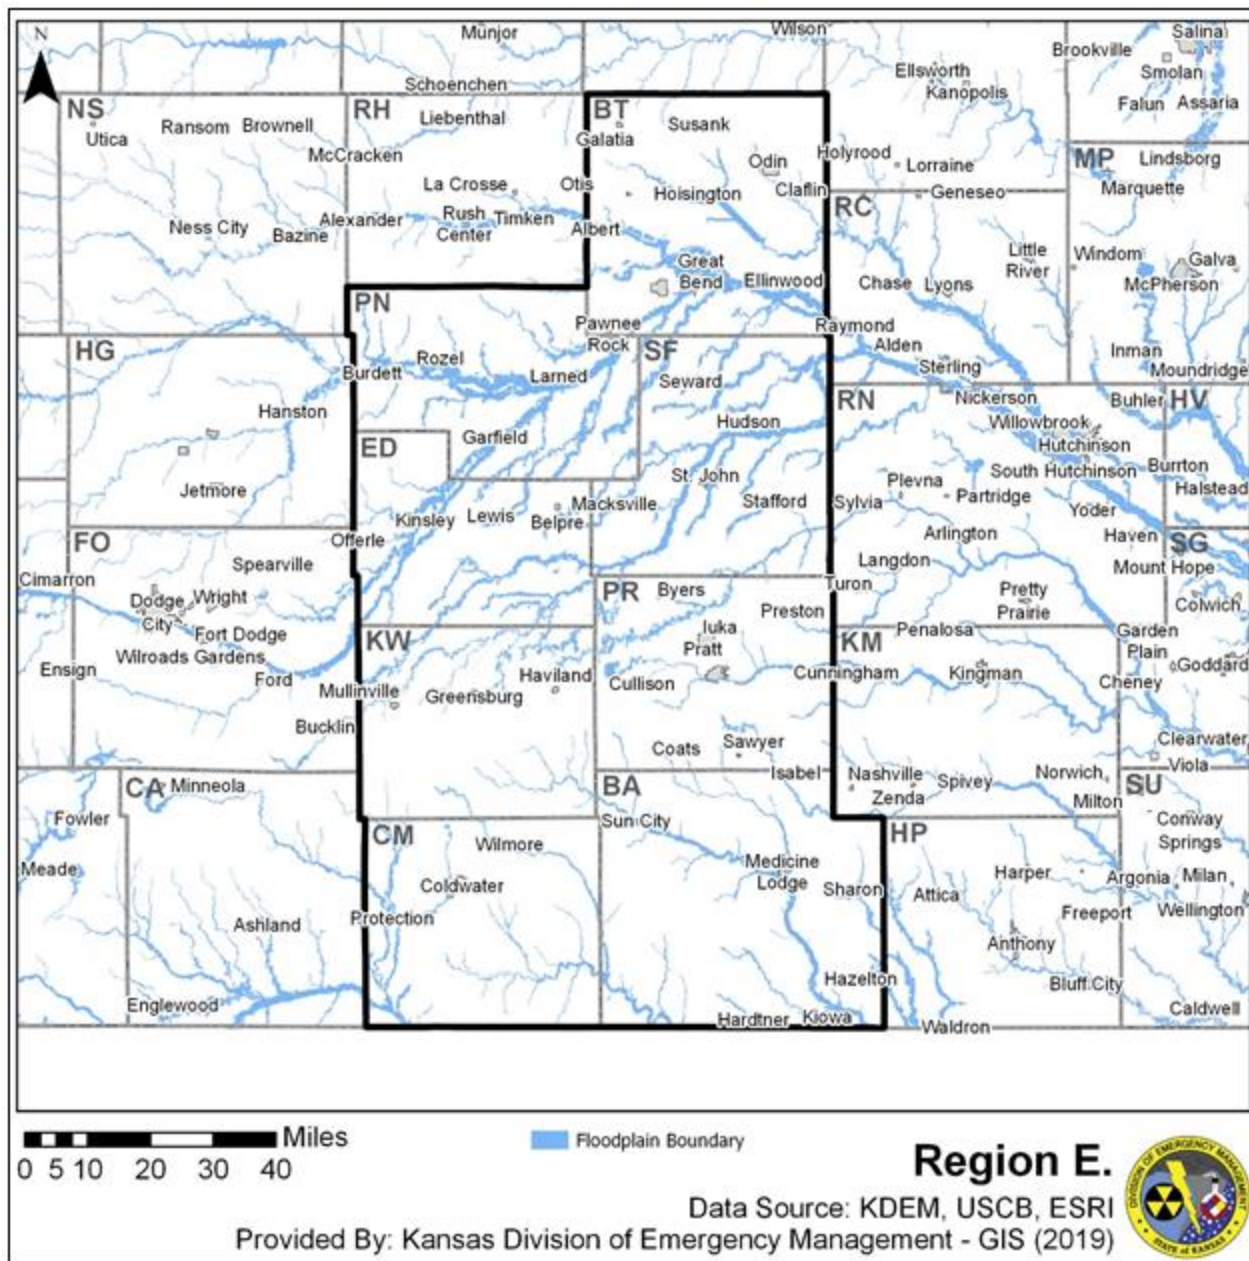 N
Munjor
Wilson
Salina
Brookville
Schoenchen
Ellsworth
Kanopolis
Smolan
Falun
Assaria
NS
Utica
Ransom
Brownell
RH
Liebenthal
BT
Galatia
Susank
McCracken
Odin
Holyrood
Lorraine
MP
Lindsborg
Marquette
La Crosse
Otis
Hoisington
Claflin
Geneseo
RC
Ness City
Bazine
Alexander
Rush
Center
Timken
Albert
Great
Bend
Ellinwood
Little
River
Windom
Galva
Chase
Lyons
McPherson
PN
Pawnee
Rock
SF
Raymond
Alden
Sterling
Inman
Moundridge
HG
Burdett
Rozel
Larned
Seward
Hanston
RN
Nickerson
Buhler
HV
Willowbrook
Hutchinson
Hudson
ED
Garfield
South Hutchinson
Burrton
Halstead
Jetmore
St. John
Plevna
Partridge
Kinsley
Lewis
Belpre
Macksville
Stafford
Sylvia
Yoder
FO
Offerle
Arlington
Haven
SG
Spearville
Langdon
Mount Hope
Cimarron
Dodge
City
Wright
PR
Byers
Turon
Pretty
Prairie
Colwich
Preston
Fort Dodge
Iuka
KW
Penalosa
Garden
Plain
Wilroads Gardens
Pratt
KM
Ensign
Ford
Mullinville
Greensburg
Haviland
Cullison
Cunningham
Kingman
Cheney
Goddard
Bucklin
Coats
Sawyer
Clearwater
Isabel
Viola
CA
Minneola
BA
Nashville
Zenda
Spivey
Norwich
SU
Milton
Fowler
CM
Sun City
HP
Conway
Springs
Wilmore
Meade
Coldwater
Medicine
Lodge
Sharon
Attica
Harper
Argonia
Milan
Protection
Freeport
Wellington
Ashland
Anthony
Hazelton
Bluff City
Englewood
Hardtner
Kiowa
Waldron
Caldwell
Miles
0 5 10 20 30 40
Floodplain Boundary
Region E.
Data Source: KDEM, USCB, ESRI
Provided By: Kansas Division of Emergency Management - GIS (2019)
DIVISION OF EMERGENCY MANAGEMENT
STATE of KANSAS